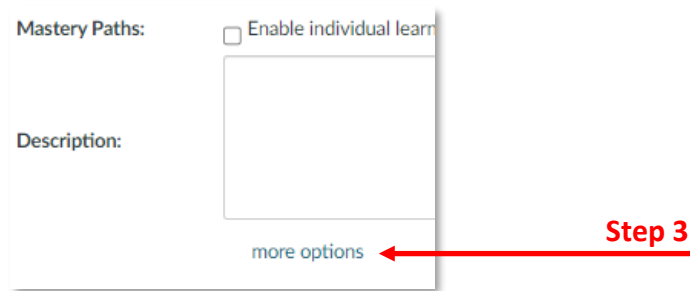 Mastery Paths: Enable individual learn
Description:
more options
Step 3